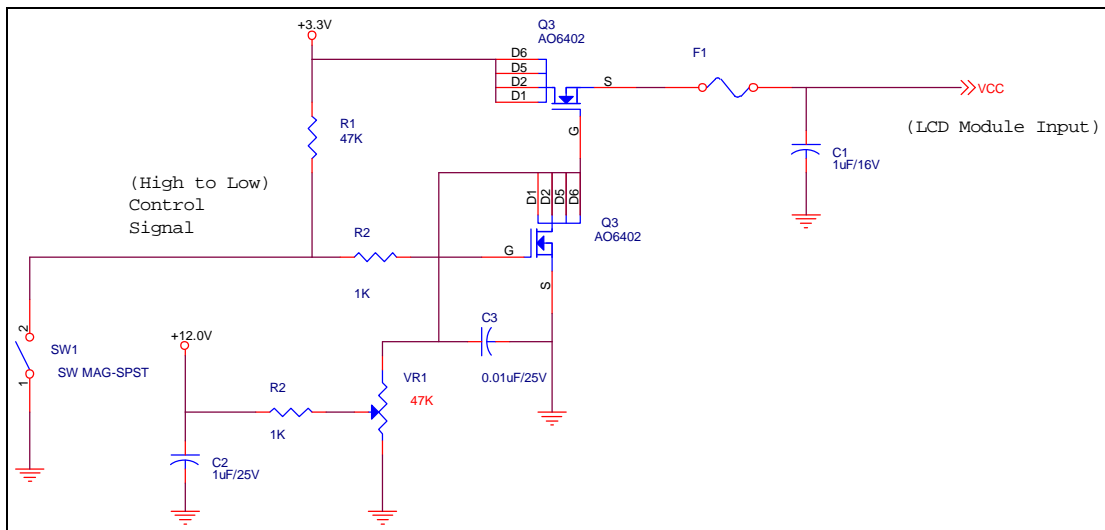 Q3
AO6402
+3.3V
F1
D6
D5
D2
D1
S
VCC
(LCD Module Input)
G
R1
47K
C1
1uF/16V
(High to Low)
Control
Signal
D1
D2
D5
D6
Q3
AO6402
G
R2
1K
S
C3
0.01uF/25V
2
1
SW1
SW MAG-SPST
+12.0V
R2
1K
VR1
47K
C2
1uF/25V